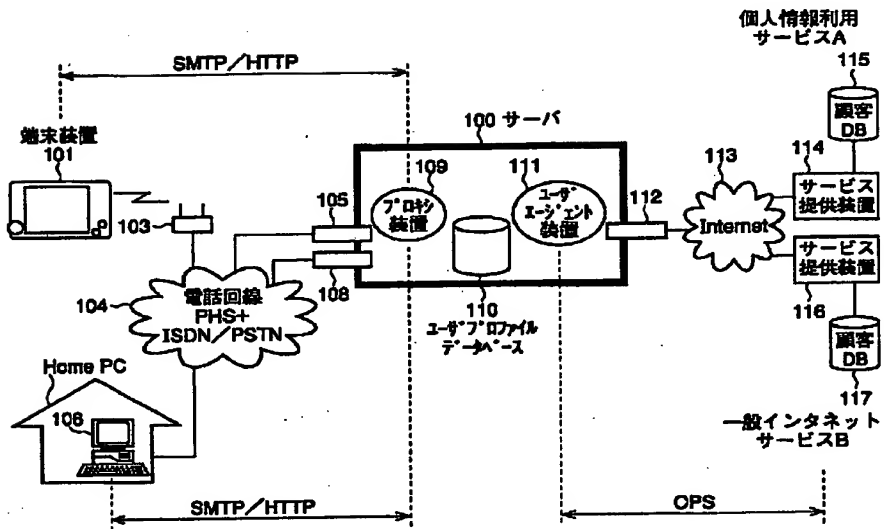 個人情報利用
サービスA
115
SMTP/HTTP
顧客
DB
端末装置
101
100 サーバ
109
111
113
114
サービス
提供装置
103
105
プロキシ
装置
ユーザ
エージェント
装置
112
Internet
サービス
提供装置
104
電話回線
PHS+
ISDN/PSTN
108
110
ユーザプロファイル
データベース
116
顧客
DB
Home PC
106
117
一般インタネット
サービスB
SMTP/HTTP
OPS